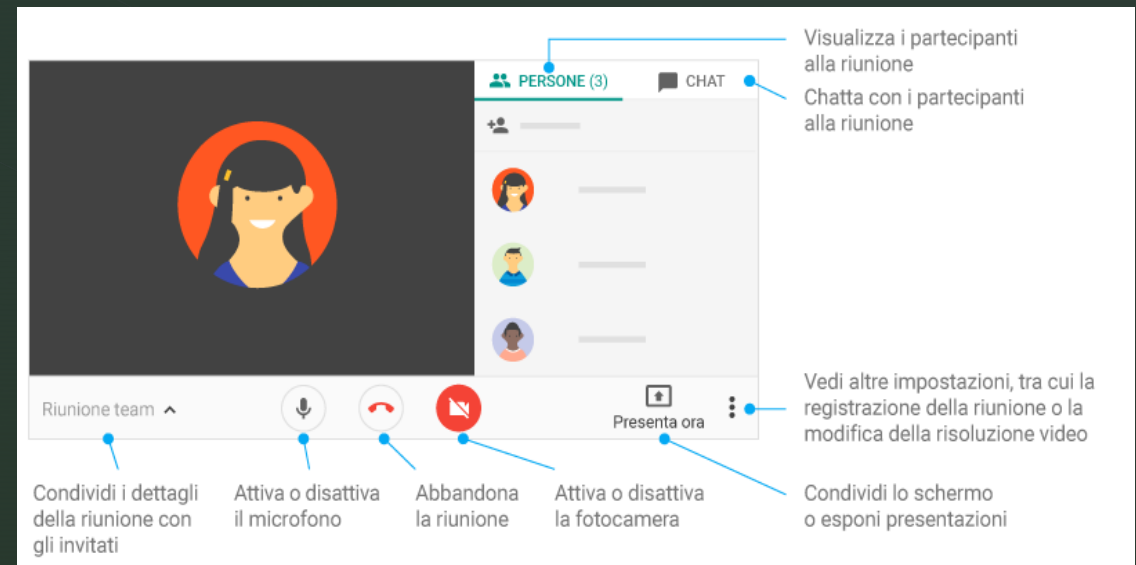 Visualizza i partecipanti
alla riunione
PERSONE (3)
CHAT
Chatta con i partecipanti
alla riunione
Riunione team
Presenta ora
Vedi altre impostazioni, tra cui la
registrazione della riunione o la
modifica della risoluzione video
Condividi i dettagli
della riunione con
gli invitati
Attiva o disattiva
il microfono
Abbandona
la riunione
Attiva o disattiva
la fotocamera
Condividi lo schermo
o esponi presentazioni